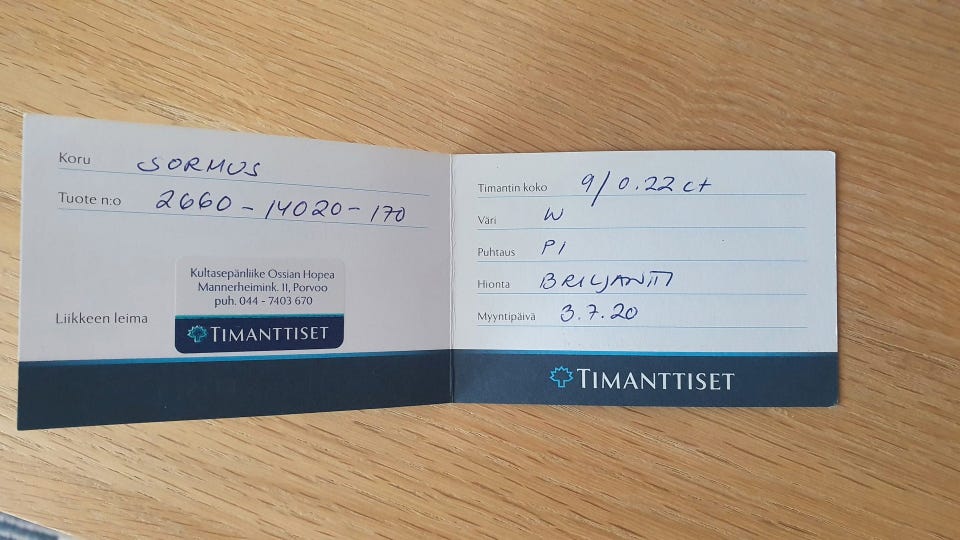 Koru SORMUS
Tuote n:o 2660-14020-170
Kultasepänliike Ossian Hopea
Mannerheimink. 11, Porvoo
puh. 044 - 7403 670
Liikkeen leima
TIMANTTISET
Timantin koko 9/0.22 ct
Väri W
Puhtaus P1
Hionta BRILJANTTI
Myyntipäivä 3.7.20
TIMANTTISET